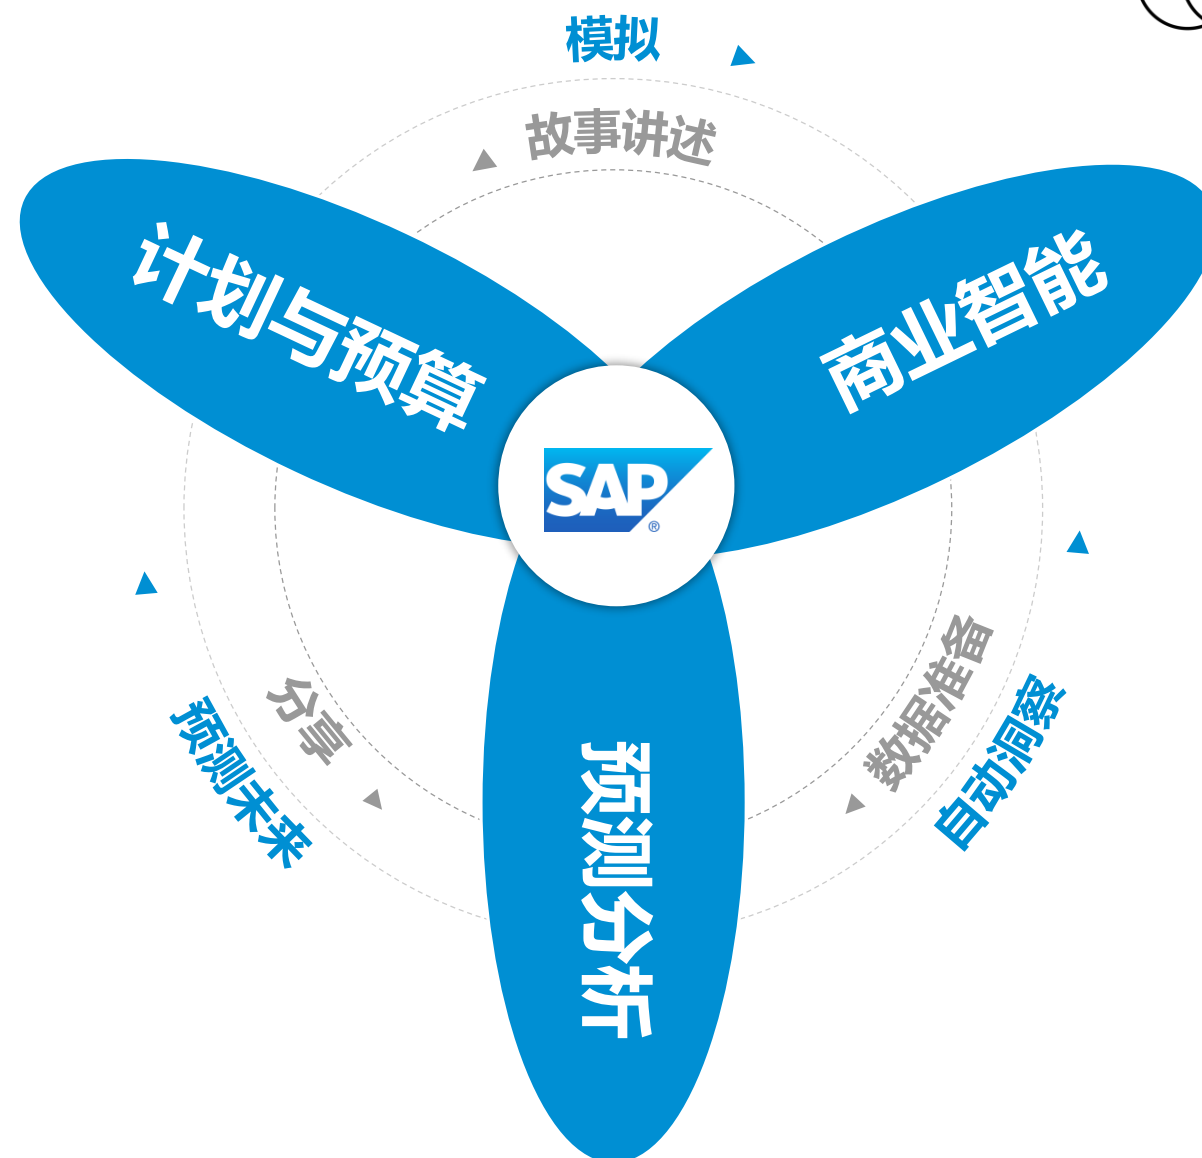 模拟
故事讲述
计划与预算
商业智能
SAP
®
数据准备
自动洞察
分享
预测未来
预测分析